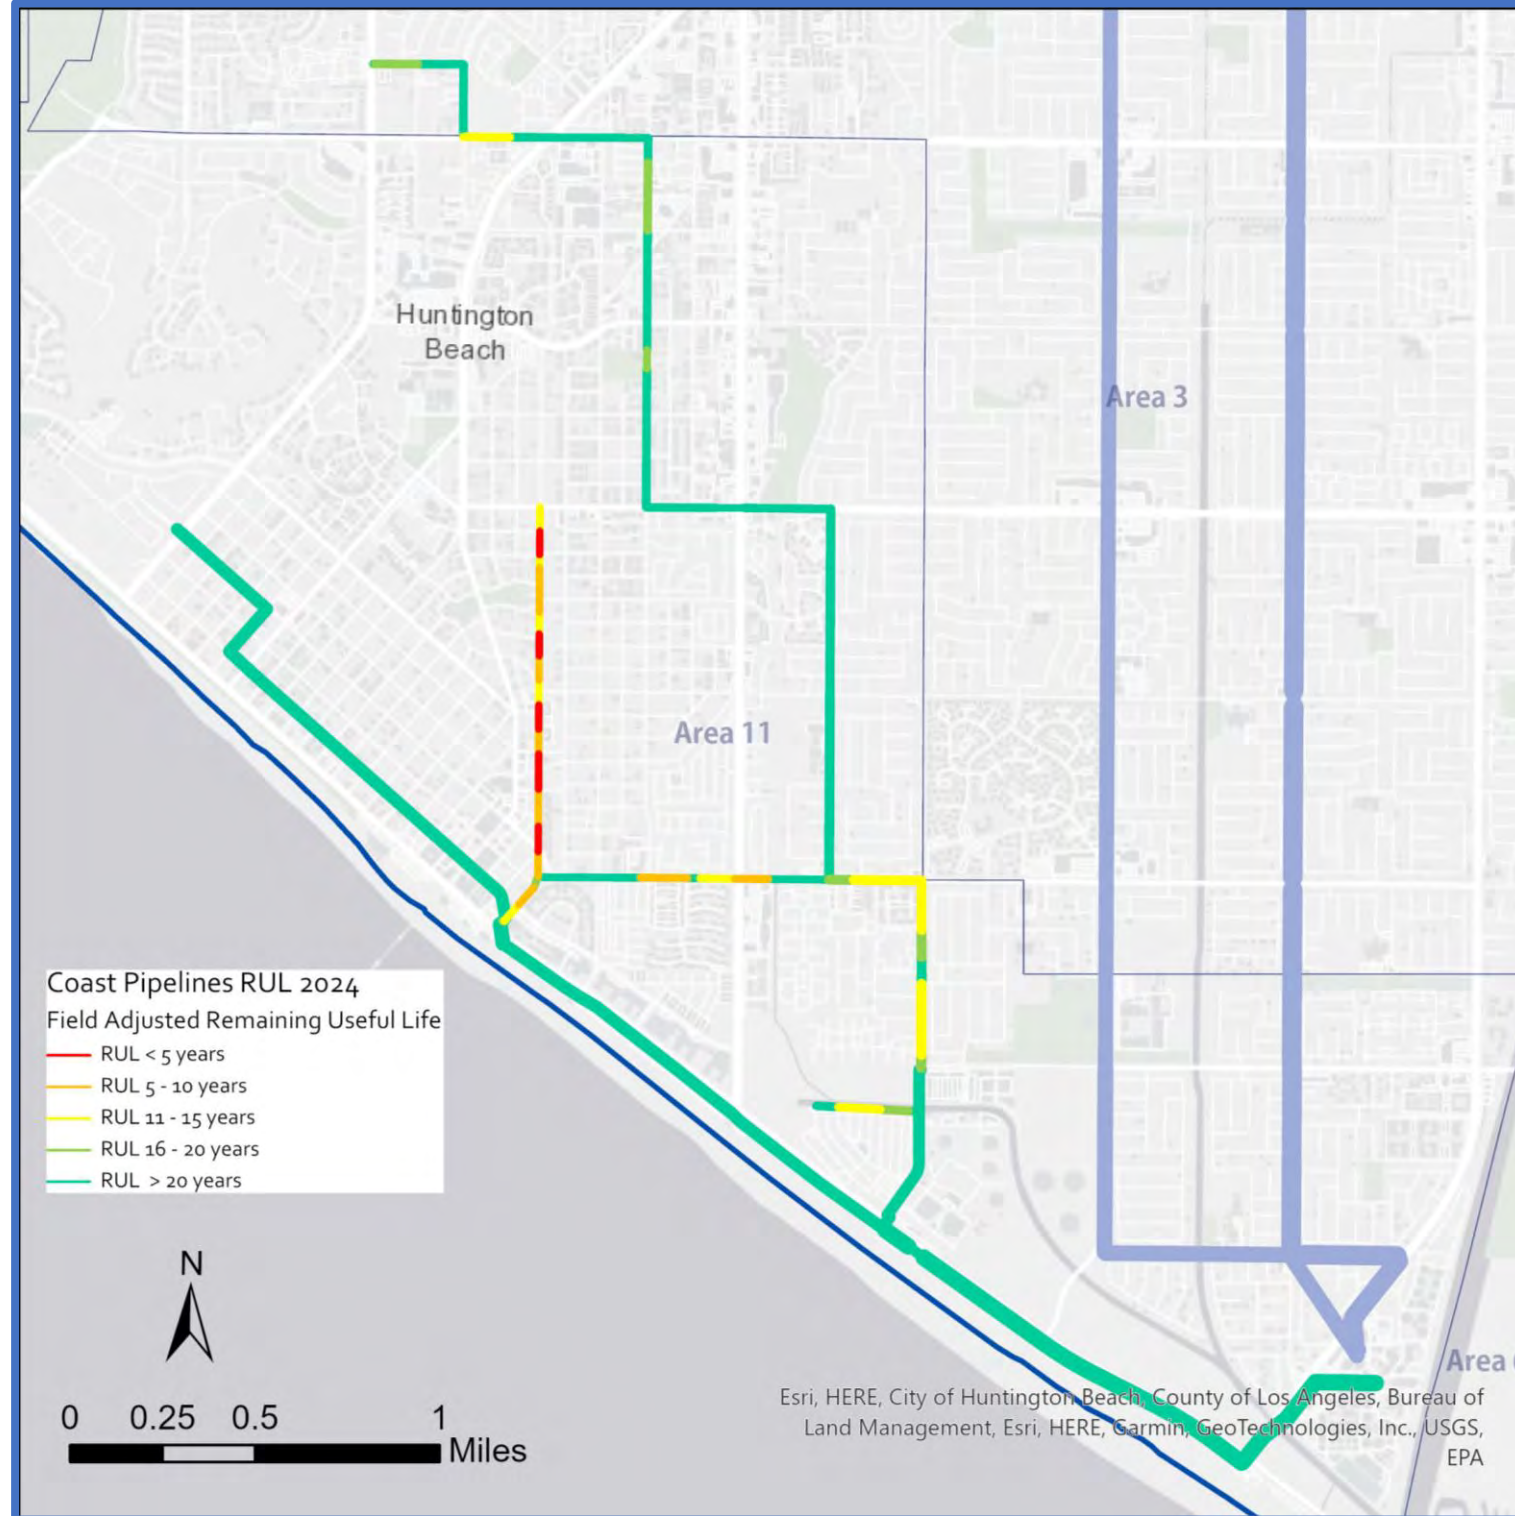 Huntington
Beach
Area 3
Area 11
Coast Pipelines RUL 2024
Field Adjusted Remaining Useful Life
RUL < 5 years
RUL 5 - 10 years
RUL 11 - 15 years
RUL 16 - 20 years
RUL > 20 years
N
0 0.25 0.5 1
Miles
Area
Esri, HERE, City of Huntington Beach, County of Los Angeles, Bureau of
Land Management, Esri, HERE, Garmin, GeoTechnologies, Inc., USGS,
EPA